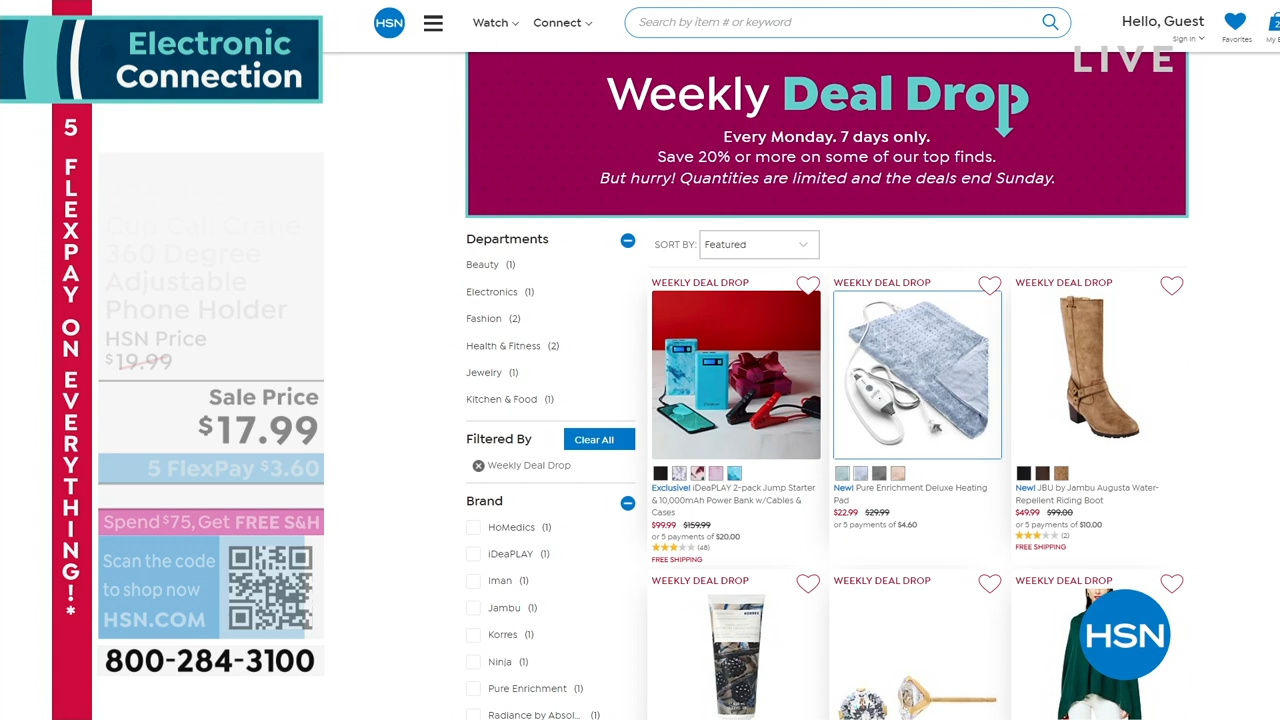 Electronic
Connection
5 FLEXPAY ON EVERYTHING!*
Cup Call Crane
360 Degree
Adjustable
Phone Holder
HSN Price
$19.99
Sale Price
$17.99
5 FlexPay $3.60
Spend $75, Get FREE S&H
Scan the code
to shop now
HSN.COM
800-284-3100
HSN
Watch
Connect
Search by item # or keyword
Hello, Guest
Sign In
Favorites
LIVE
Weekly Deal Drop
Every Monday. 7 days only.
Save 20% or more on some of our top finds.
But hurry! Quantities are limited and the deals end Sunday.
Departments
Beauty (1)
Electronics (1)
Fashion (2)
Health & Fitness (2)
Jewelry (1)
Kitchen & Food (1)
Filtered By
Clear All
Weekly Deal Drop
Brand
HoMedics (1)
iDeaPLAY (1)
Iman (1)
Jambu (1)
Korres (1)
Ninja (1)
Pure Enrichment (1)
Radiance by Absol... (1)
SORT BY: Featured
WEEKLY DEAL DROP
Exclusive! iDeaPLAY 2-pack Jump Starter
& 10,000mAh Power Bank w/Cables &
Cases
$99.99 $159.99
or 5 payments of $20.00
(48)
FREE SHIPPING
WEEKLY DEAL DROP
New! Pure Enrichment Deluxe Heating
Pad
$22.99 $29.99
or 5 payments of $4.60
WEEKLY DEAL DROP
New! JBU by Jambu Augusta Water-
Repellent Riding Boot
$49.99 $99.00
or 5 payments of $10.00
(2)
FREE SHIPPING
WEEKLY DEAL DROP
KORRES
WEEKLY DEAL DROP
WEEKLY DEAL DROP
HSN